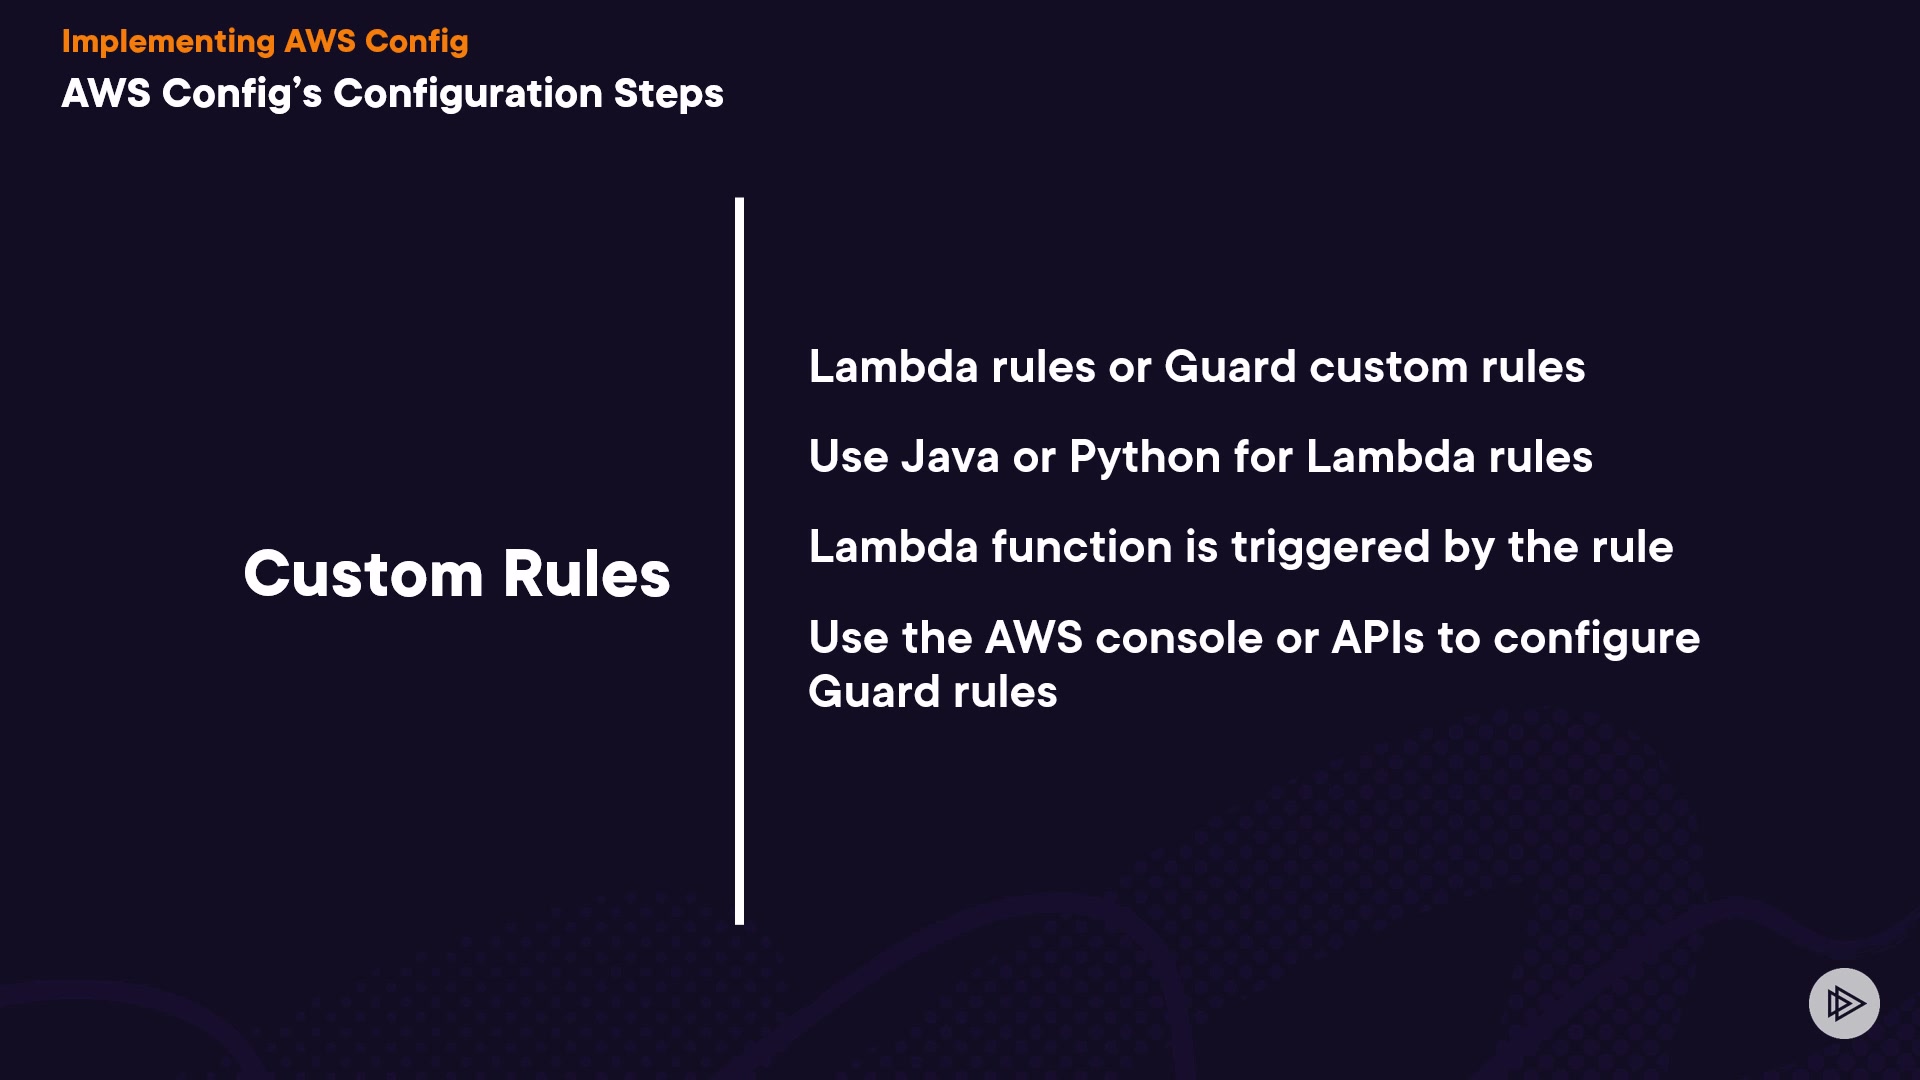 Implementing AWS Config
AWS Config’s Configuration Steps
Custom Rules
Lambda rules or Guard custom rules
Use Java or Python for Lambda rules
Lambda function is triggered by the rule
Use the AWS console or APIs to configure
Guard rules